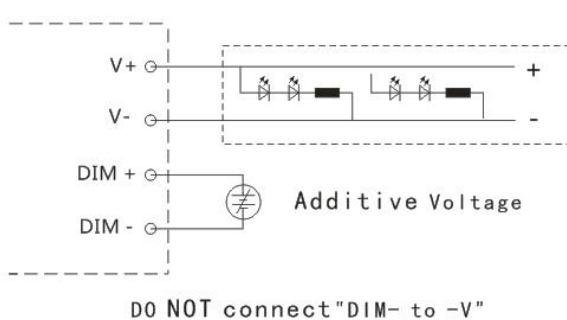 V+
+
V-
-
DIM +
Additive Voltage
DIM -
DO NOT connect"DIM- to -V"